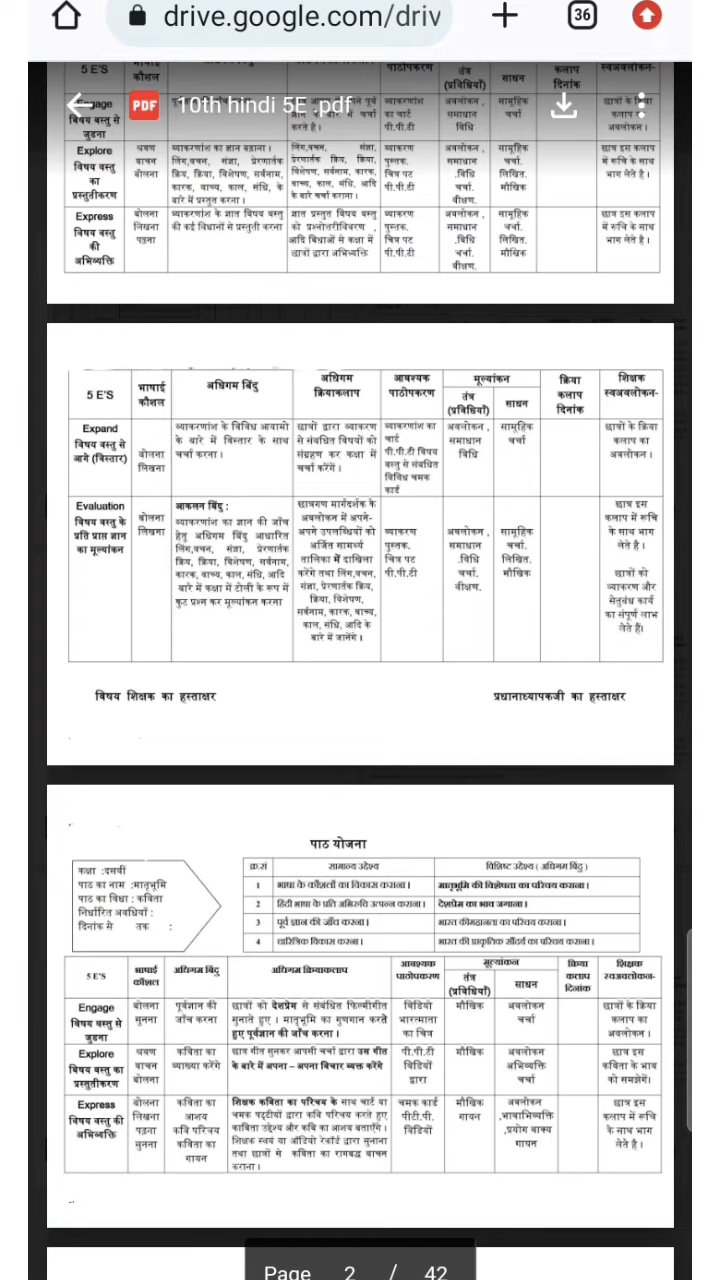 drive.google.com/driv
36
5 E'S
कौशल
पाठोपकरण
तंत्र
(प्रविधियाँ)
साधन
कलाप
दिनांक
स्वअवलोकन-
PDF
10th hindi 5E .pdf
Engage
विषय वस्तु से
जुडना
करते है।
व्याकरणांश
का चार्ट
पी.पी.टी
अवलोकन ,
समाधान
विधि
सामूहिक
चर्चा
छात्रों के क्रिया
कलाप
अवलोकन ।
Explore
विषय वस्तु
का
प्रस्तुतीकरण
श्रवण
वाचन
बोलना
व्याकरणांश का ज्ञान बढाना ।
लिंग,वचन, संज्ञा, प्रेरणार्तक
क्रिय, क्रिया, विशेषण, सर्वनाम,
कारक, वाच्य, काल, संधि, के
बारे में प्रस्तुत करना ।
लिंग,वचन, संज्ञा,
प्रेरणार्तक क्रिय, क्रिया,
विशेषण, सर्वनाम, कारक,
वाच्य, काल, संधि, आदि
के बारे चर्चा कराना ।
व्याकरण
पुस्तक.
चित्र पट
पी.पी.टी
अवलोकन ,
समाधान
.विधि
चर्चा.
वीक्षण.
सामूहिक
चर्चा.
लिखित.
मौखिक
छात्र इस कलाप
में रूचि के साथ
भाग लेते है ।
Express
विषय वस्तु
की
अभिव्यक्ति
बोलना
लिखना
पड़ना
व्याकरणांश के ज्ञात विषय वस्तु
की कई विधानों से प्रस्तुती करना
ज्ञात प्रस्तुत विषय वस्तु
को प्रश्नोतरीविवरण ,
आदि विधाओं से कक्षा में
छात्रों द्वारा अभिव्यक्ति
व्याकरण
पुस्तक.
चित्र पट
पी.पी.टी
अवलोकन ,
समाधान
.विधि
चर्चा.
वीक्षण.
सामूहिक
चर्चा.
लिखित.
मौखिक
छात्र इस कलाप
में रूचि के साथ
भाग लेते है ।
5 E'S
भाषाई
कौशल
अधिगम बिंदु
अधिगम
क्रियाकलाप
आवश्यक
पाठोपकरण
मूल्यांकन
तंत्र
(प्रविधियाँ)
साधन
क्रिया
कलाप
दिनांक
शिक्षक
स्वअवलोकन-
Expand
विषय वस्तु से
आगे (विस्तार)
बोलना
लिखना
व्याकरणांश के विविध आयामो
के बारे में विस्तार के साथ
चर्चा करना ।
छात्रों द्वारा व्याकरण
से संबधित विषयों को
संग्रहण कर कक्षा में
चर्चा करेंगें ।
व्याकरणांश का
चार्ट
पी.पी.टी विषय
वस्तु से संबधित
विविध चमक
कार्ड
अवलोकन ,
समाधान
विधि
सामूहिक
चर्चा
छात्रों के क्रिया
कलाप का
अवलोकन ।
Evaluation
विषय वस्तु के
प्रति प्राप्त ज्ञान
का मूल्यांकन
बोलना
लिखना
आकलन बिंदु :
व्याकरणांश का ज्ञान की जाँच
हेतु अधिगम बिंदु आधारित
लिंग,वचन, संज्ञा, प्रेरणार्तक
क्रिय, क्रिया, विशेषण, सर्वनाम,
कारक, वाच्य, काल, संधि, आदि
बारे में कक्षा में टोली के रूप में
कुट प्रश्न कर मूल्यांकन करना
छात्रगण मार्गदर्शक के
अवलोकन में अपने-
अपने उपलब्धियों को
अर्जित सामर्थ्य
तालिका में दाखिला
करेंगे तथा लिंग,वचन,
संज्ञा, प्रेरणार्तक क्रिय,
क्रिया, विशेषण,
सर्वनाम, कारक, वाच्य,
काल, संधि, आदि के
बारे में जानेंगे ।
व्याकरण
पुस्तक.
चित्र पट
पी.पी.टी
अवलोकन ,
समाधान
.विधि
चर्चा.
वीक्षण.
सामूहिक
चर्चा.
लिखित.
मौखिक
छात्र इस
कलाप में रूचि
के साथ भाग
लेते है ।
छात्रों को
व्याकरण और
सेतुबंध कार्य
का संपूर्ण लाभ
लेते हैं।
विषय शिक्षक का हस्ताक्षर
प्रधानाध्यापकजी का हस्ताक्षर
पाठ योजना
कक्षा :दसवीं
पाठ का नाम :मातृभूमि
पाठ का विधा : कविता
निर्धारित अवधियाँ :
दिनांक से तक :
क्र.सं सामान्य उद्देश्य विशिष्ट उद्देश्य ( अधिगम बिंदु )
1 भाषा के कौशलों का विकास कराना । मातृभूमि की विशेषता का परिचय कराना ।
2 हिंदी भाषा के प्रति अभिरुचि उत्पन्न कराना । देशप्रेम का भाव जगाना ।
3 पूर्व ज्ञान की जाँच करना । भारत कीमहानता का परिचय कराना ।
4 चारित्रिक विकास करना । भारत की प्राकृतिक सौंदर्य का परिचय कराना ।
5 E'S
भाषाई
कौशल
अधिगम बिंदु
अधिगम क्रियाकलाप
आवश्यक
पाठोपकरण
मूल्यांकन
तंत्र
(प्रविधियाँ)
साधन
क्रिया
कलाप
दिनांक
शिक्षक
स्वअवलोकन-
Engage
विषय वस्तु से
जुडना
बोलना
सुनना
पूर्वज्ञान की
जाँच करना
छात्रों को देशप्रेम से संबंधित फिल्मीगीत
सुनाते हुए । मातृभूमि का गुणगान करते
हुए पूर्वज्ञान की जाँच करना ।
विडियो
भारत्माता
का चित्र
मौखिक
अवलोकन
चर्चा
छात्रों के क्रिया
कलाप का
अवलोकन ।
Explore
विषय वस्तु का
प्रस्तुतीकरण
श्रवण
वाचन
बोलना
कविता का
व्याख्या करेंगे
छात्र गीत सुनकर आपसी चर्चा द्वारा उस गीत
के बारे में अपना – अपना विचार व्यक्त करेंगे
पी.पी.टी
विडियों
द्वारा
मौखिक
अवलोकन
अभिव्यक्ति
चर्चा
छात्र इस
कविता के भाव
को समझेगें।
Express
विषय वस्तु की
अभिव्यक्ति
बोलना
लिखना
पड़ना
सुनना
कविता का
आशय
कवि परिचय
कविता का
गायन
शिक्षक कविता का परिचय के साथ चार्ट या
चमक पट्टीयों द्वारा कवि परिचय करते हुए
काविता उद्देश्य और कवि का आशय बताएँगे ।
शिक्षक स्वयं या ऑडियो रेकॉर्ड द्वारा सुनाना
तथा छात्रों से कविता का रागबद्ध वाचन
कराना ।
चमक कार्ड
पीटी.पी.
विडियों
मौखिक
गायन
अवलोकन
,भावाभिव्यक्ति
,प्रयोग वाक्य
गायन
छात्र इस
कलाप में रूचि
के साथ भाग
लेते है ।
Page 2 / 42